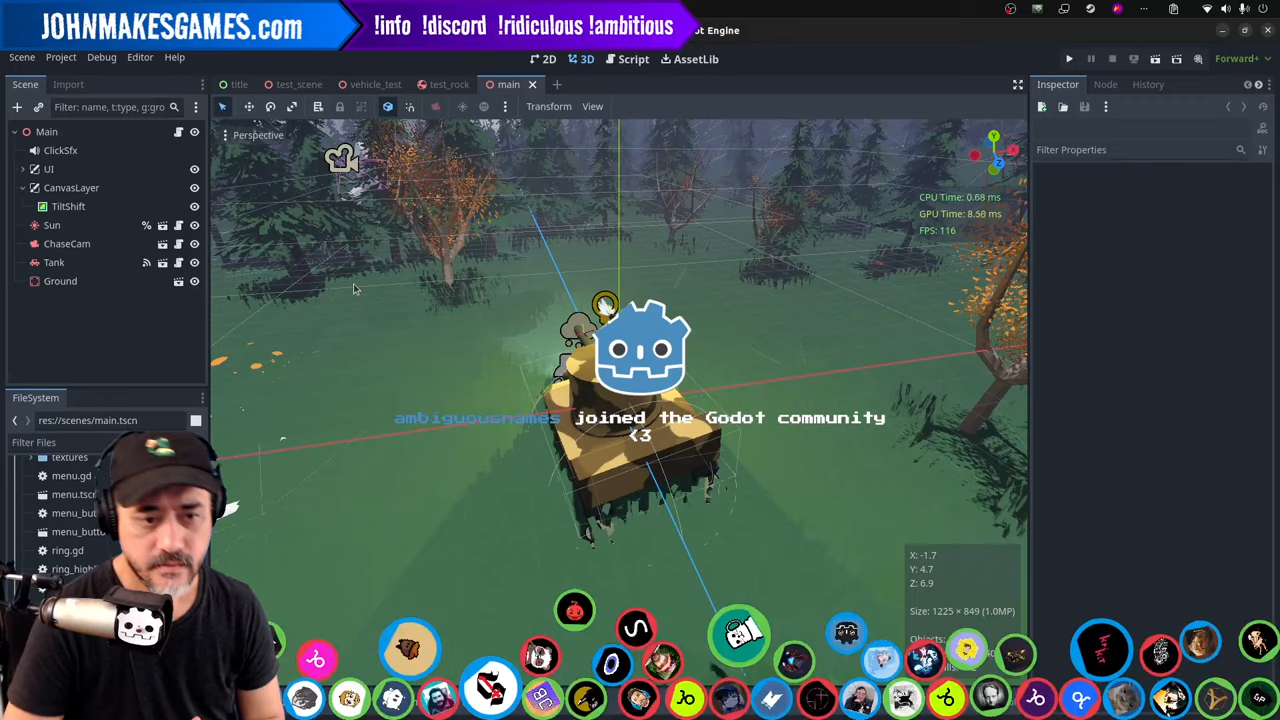 JOHNMAKESGAMES.com
!info !discord !ridiculous !ambitious
ot Engine
Scene Project Debug Editor Help
2D 3D Script AssetLib
Forward+
Scene Import
title test_scene vehicle_test test_rock main
Inspector Node History
Filter: name, t:type, g:gro
Transform View
Main
ClickSfx
UI
CanvasLayer
TiltShift
Sun
%
ChaseCam
Tank
Ground
Perspective
Y
X
Z
CPU Time: 0.68 ms
GPU Time: 8.58 ms
FPS: 116
Filter Properties
ambiguousnames joined the Godot community
<3
FileSystem
res://scenes/main.tscn
Filter Files
textures
menu.gd
menu.tsc
menu_but
menu_butto
ring.gd
ring_highl
X: -1.7
Y: 4.7
Z: 6.9
Size: 1225 × 849 (1.0MP)
Objects: